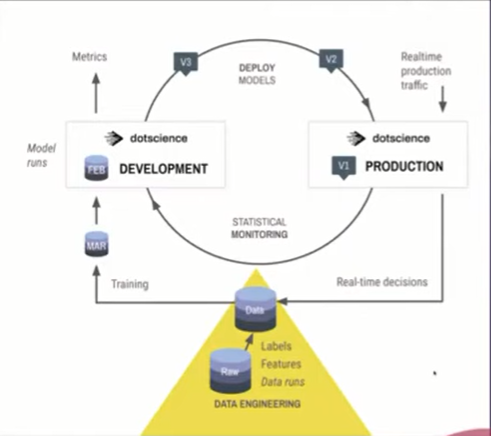 Metrics
V3
DEPLOY
MODELS
V2
Realtime
production
traffic
Model
runs
dotscience
FEB
DEVELOPMENT
dotscience
V1
PRODUCTION
MAR
STATISTICAL
MONITORING
Training
Real-time decisions
Data
Raw
Labels
Features
Data runs
DATA ENGINEERING